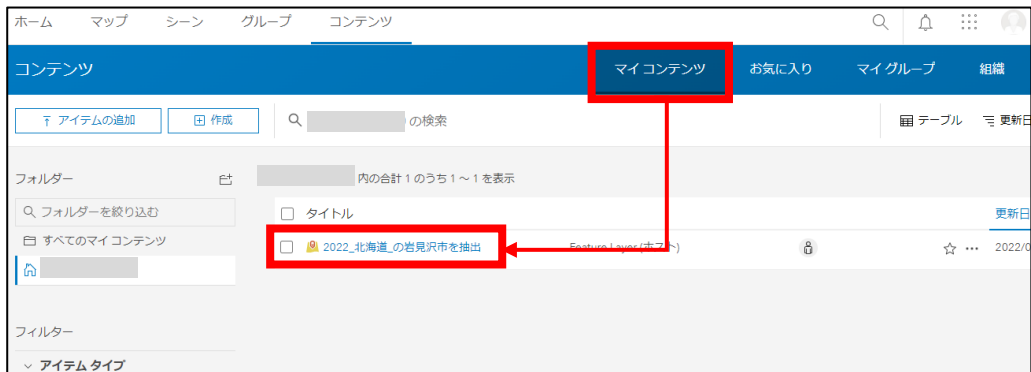 ホーム マップ シーン グループ コンテンツ
コンテンツ マイ コンテンツ お気に入り マイ グループ 組織
アイテムの追加 作成 の検索 テーブル 更新日
フォルダー 内の合計 1 のうち 1 ~ 1 を表示
フォルダーを絞り込む タイトル 更新日
すべてのマイ コンテンツ 2022_北海道_の岩見沢市を抽出 Feature Layer (ホスト) 2022/0
フィルター
アイテム タイプ